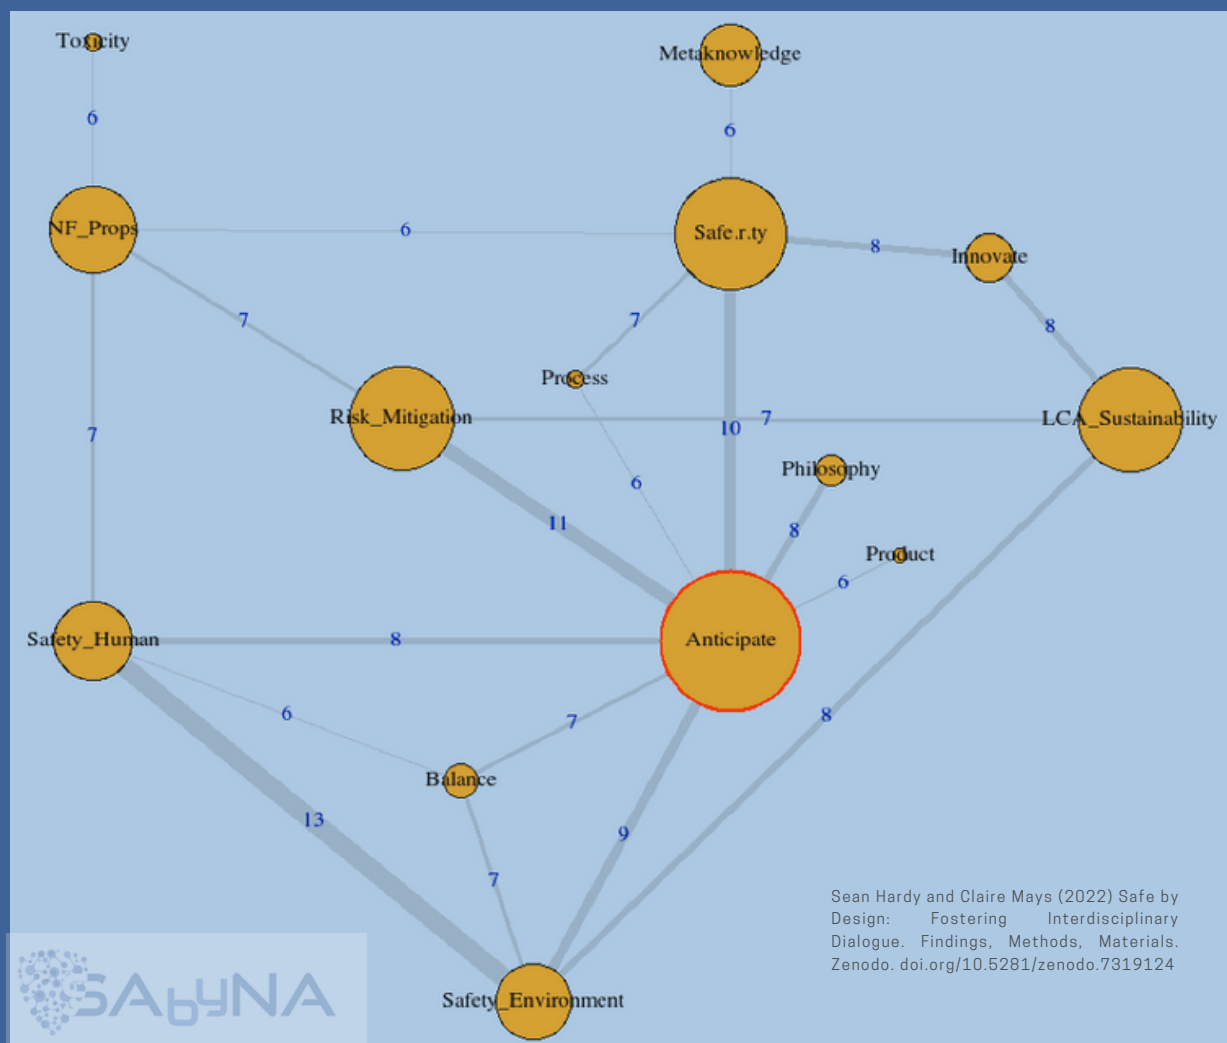 Toxicity
Metaknowledge
6
6
NF_Props
6
Safe.r.ty
8
Innovate
7
7
8
Process
Risk_Mitigation
7
LCA_Sustainability
10
7
Philosophy
6
11
8
Product
6
Safety_Human
8
Anticipate
6
7
8
Balance
13
9
7
Safety_Environment
Sean Hardy and Claire Mays (2022) Safe by
Design: Fostering Interdisciplinary
Dialogue. Findings, Methods, Materials.
Zenodo. doi.org/10.5281/zenodo.7319124
SAbyNA